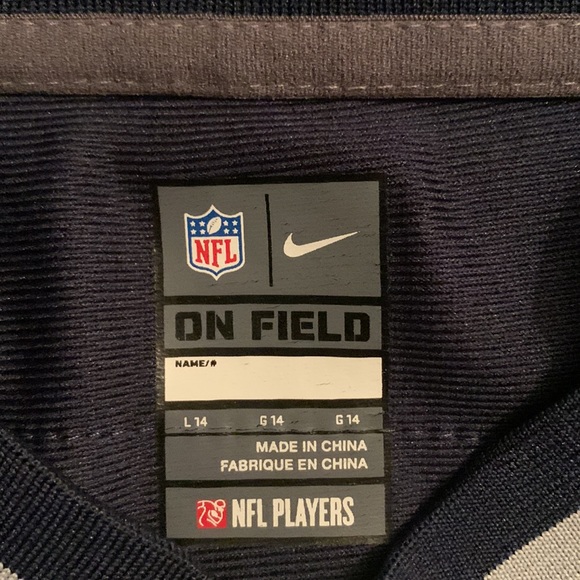 NFL
ON FIELD
NAME/#
L 14 G 14 G 14
MADE IN CHINA
FABRIQUE EN CHINA
NFL PLAYERS